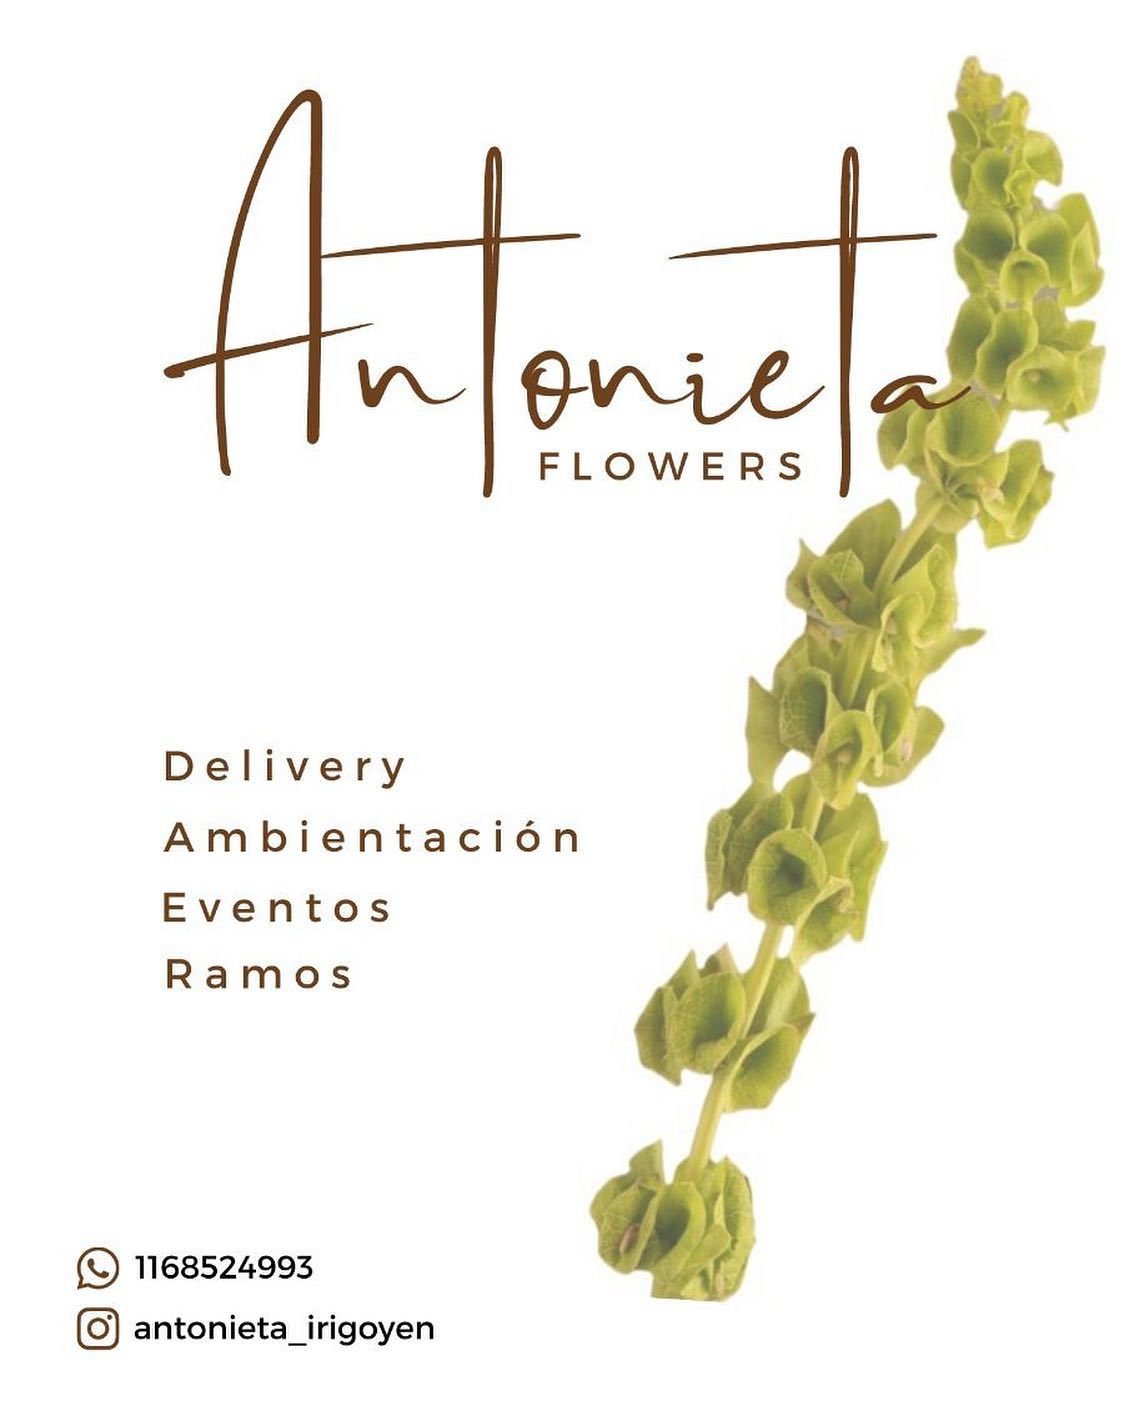 Antonieta
FLOWERS
Delivery
Ambientación
Eventos
Ramos
1168524993
antonieta_irigoyen